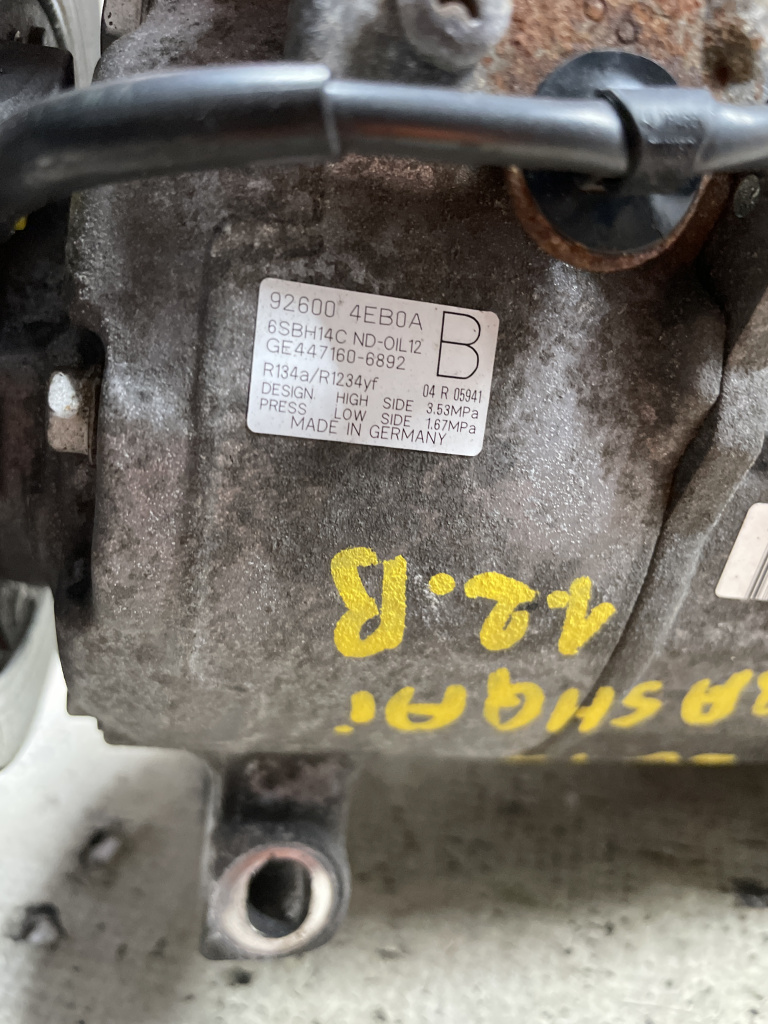 92600 4EB0A
B
6SBH14C ND-OIL12
GE447160-6892
R134a/R1234yf
04 R 05941
DESIGN HIGH SIDE 3.53MPa
PRESS LOW SIDE 1.67MPa
MADE IN GERMANY
QASHQAi
1.2.B